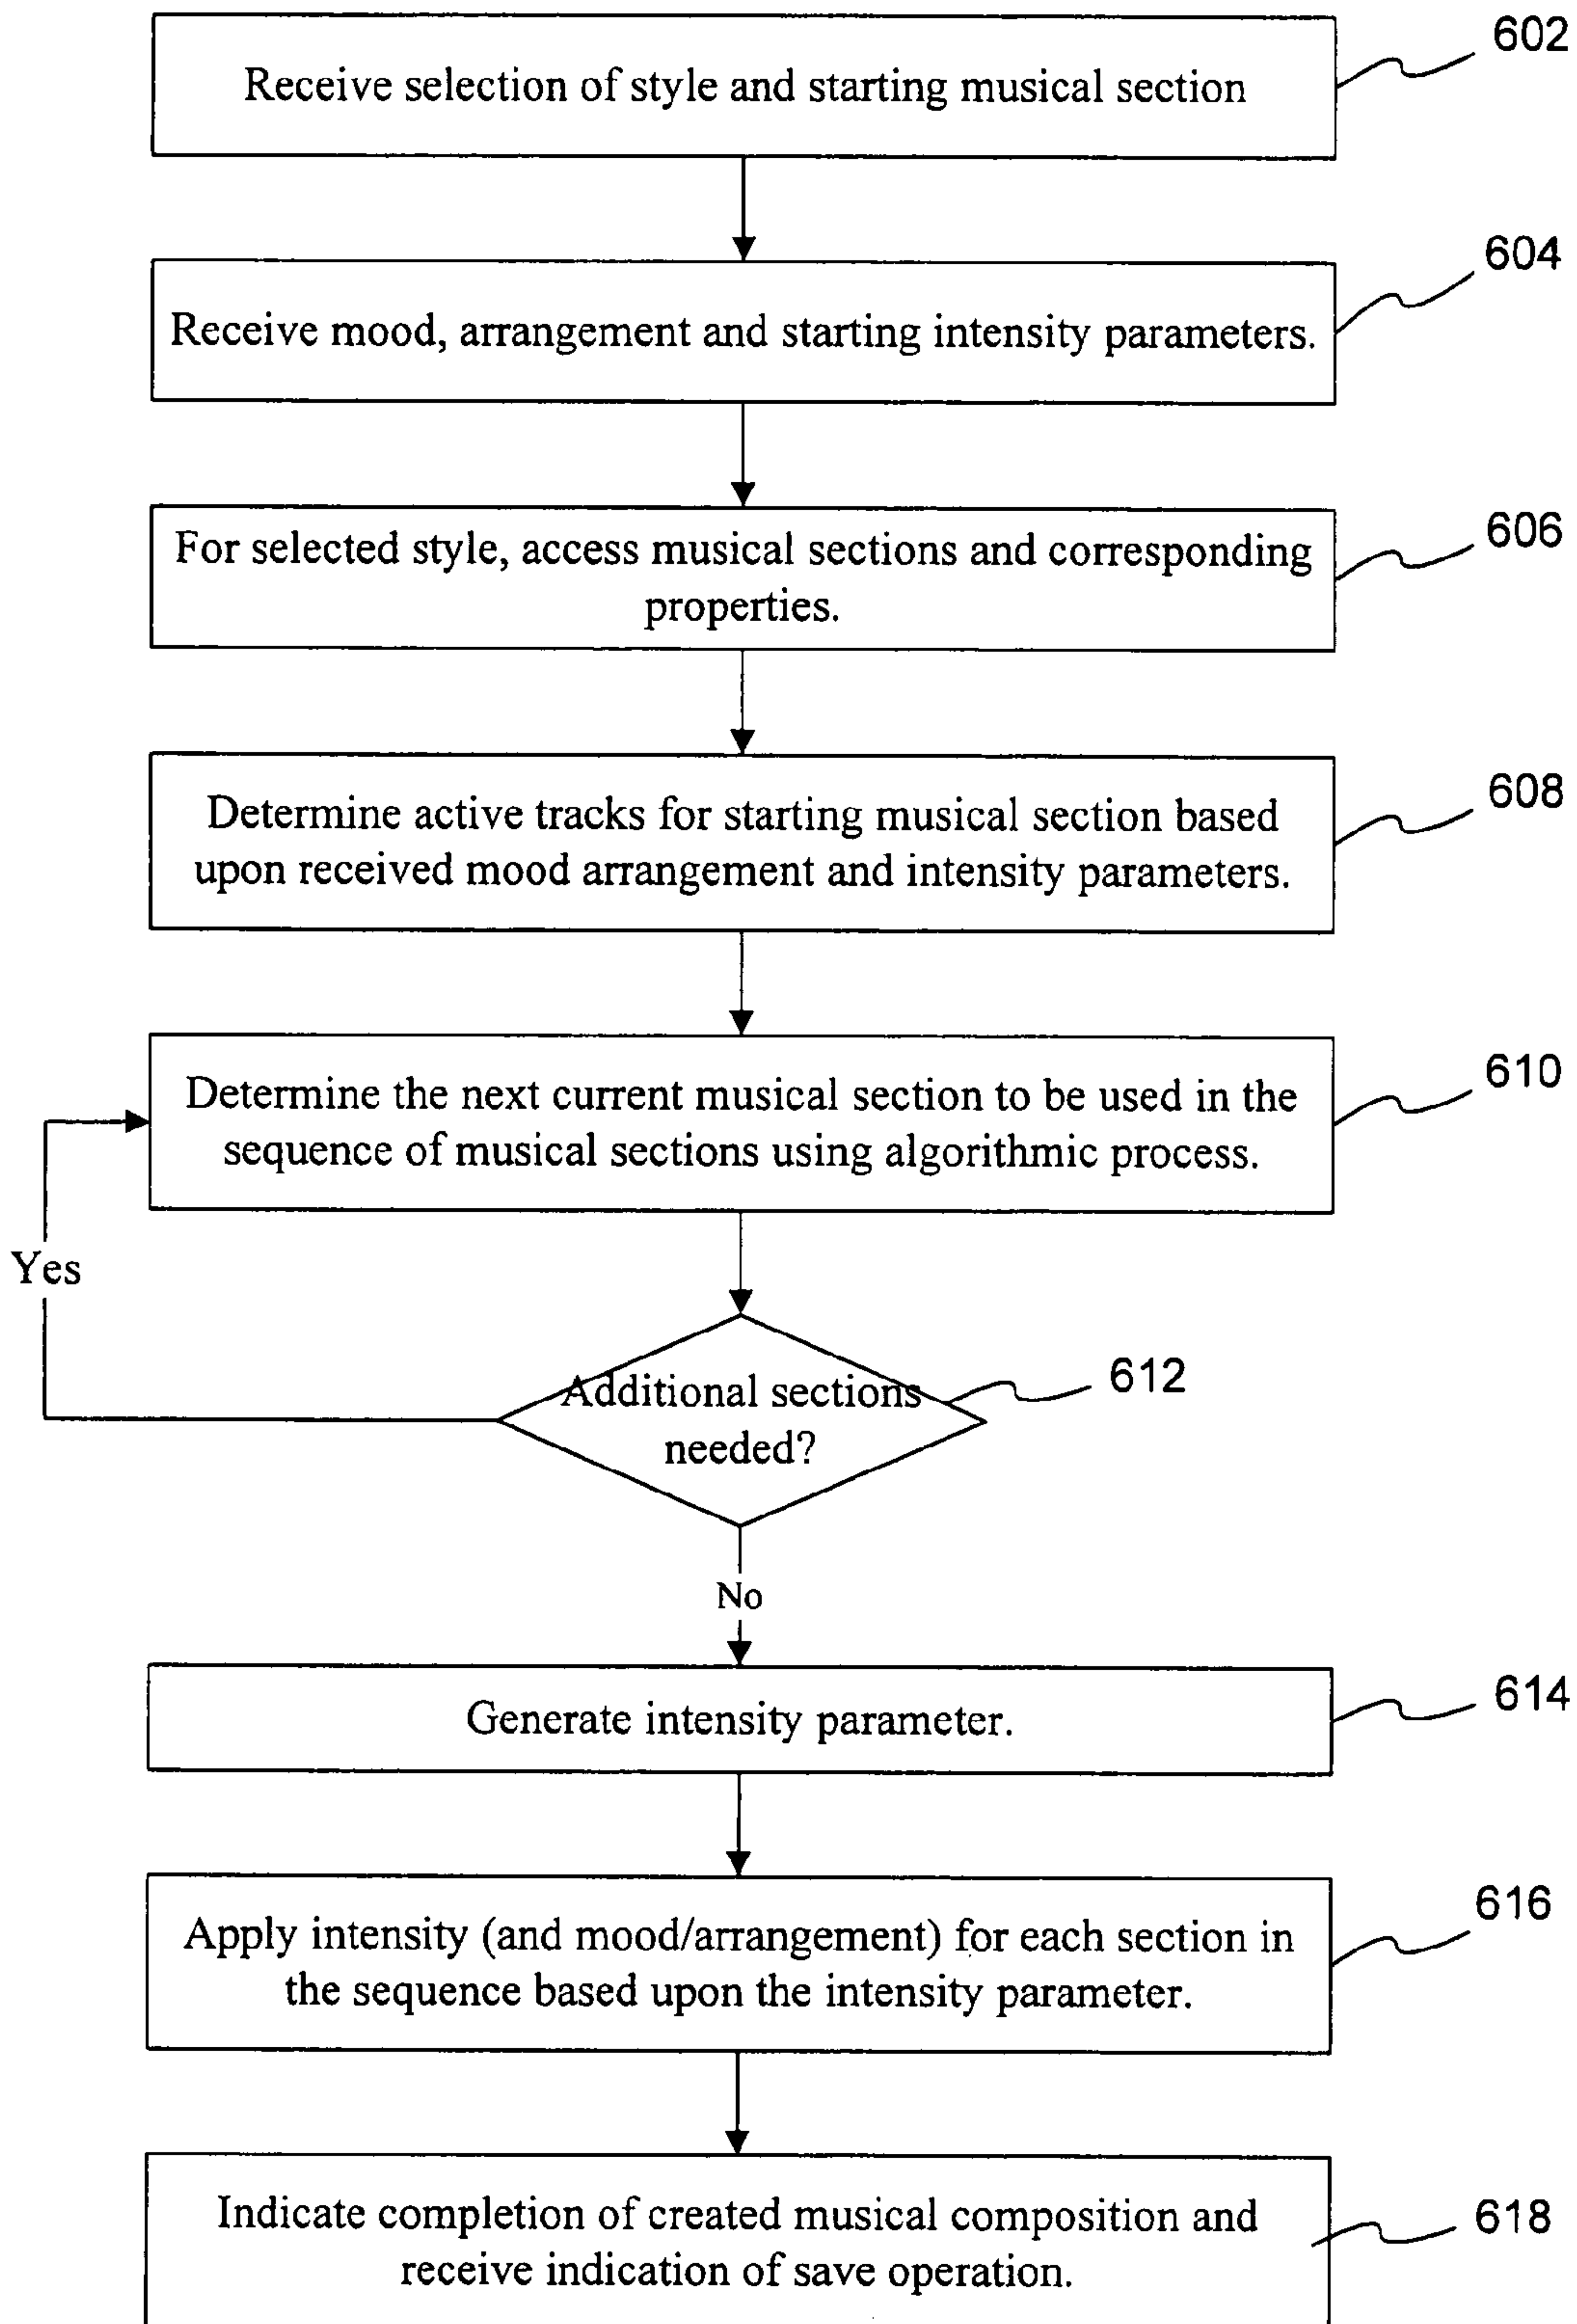 602
Receive selection of style and starting musical section
604
Receive mood, arrangement and starting intensity parameters.
606
For selected style, access musical sections and corresponding
properties.
608
Determine active tracks for starting musical section based
upon received mood arrangement and intensity parameters.
610
Determine the next current musical section to be used in the
sequence of musical sections using algorithmic process.
Yes
612
Additional sections
needed?
No
614
Generate intensity parameter.
616
Apply intensity (and mood/arrangement) for each section in
the sequence based upon the intensity parameter.
618
Indicate completion of created musical composition and
receive indication of save operation.